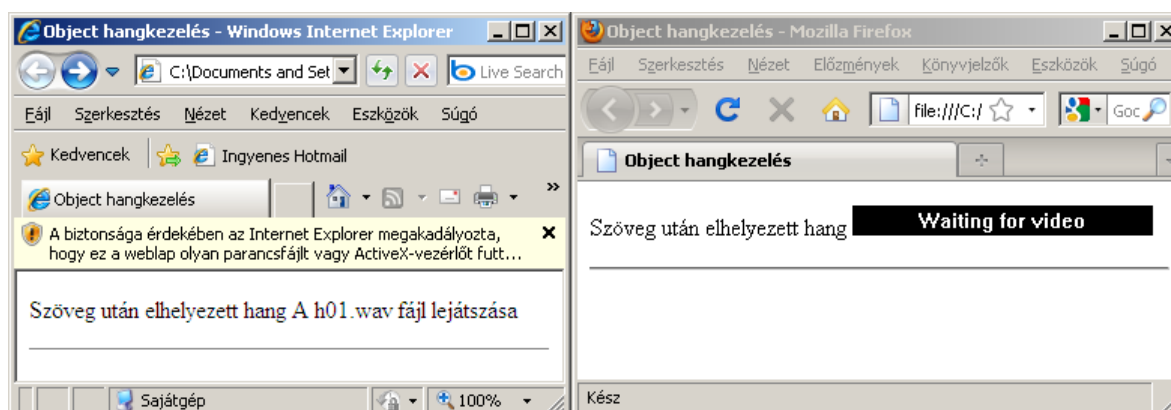 Object hangkezelés - Windows Internet Explorer
C:\Documents and Set
Live Search
Fájl Szerkesztés Nézet Kedvencek Eszközök Súgó
Kedvencek Ingyenes Hotmail
Object hangkezelés
A biztonsága érdekében az Internet Explorer megakadályozta,
hogy ez a weblap olyan parancsfájlt vagy ActiveX-vezérlőt futt...
Szöveg után elhelyezett hang A h01.wav fájl lejátszása
Sajátgép 100%
Object hangkezelés - Mozilla Firefox
Fájl Szerkesztés Nézet Előzmények Könyvjelzők Eszközök Súgó
file:///C:/ Goc
Object hangkezelés
Szöveg után elhelyezett hang Waiting for video
Kész